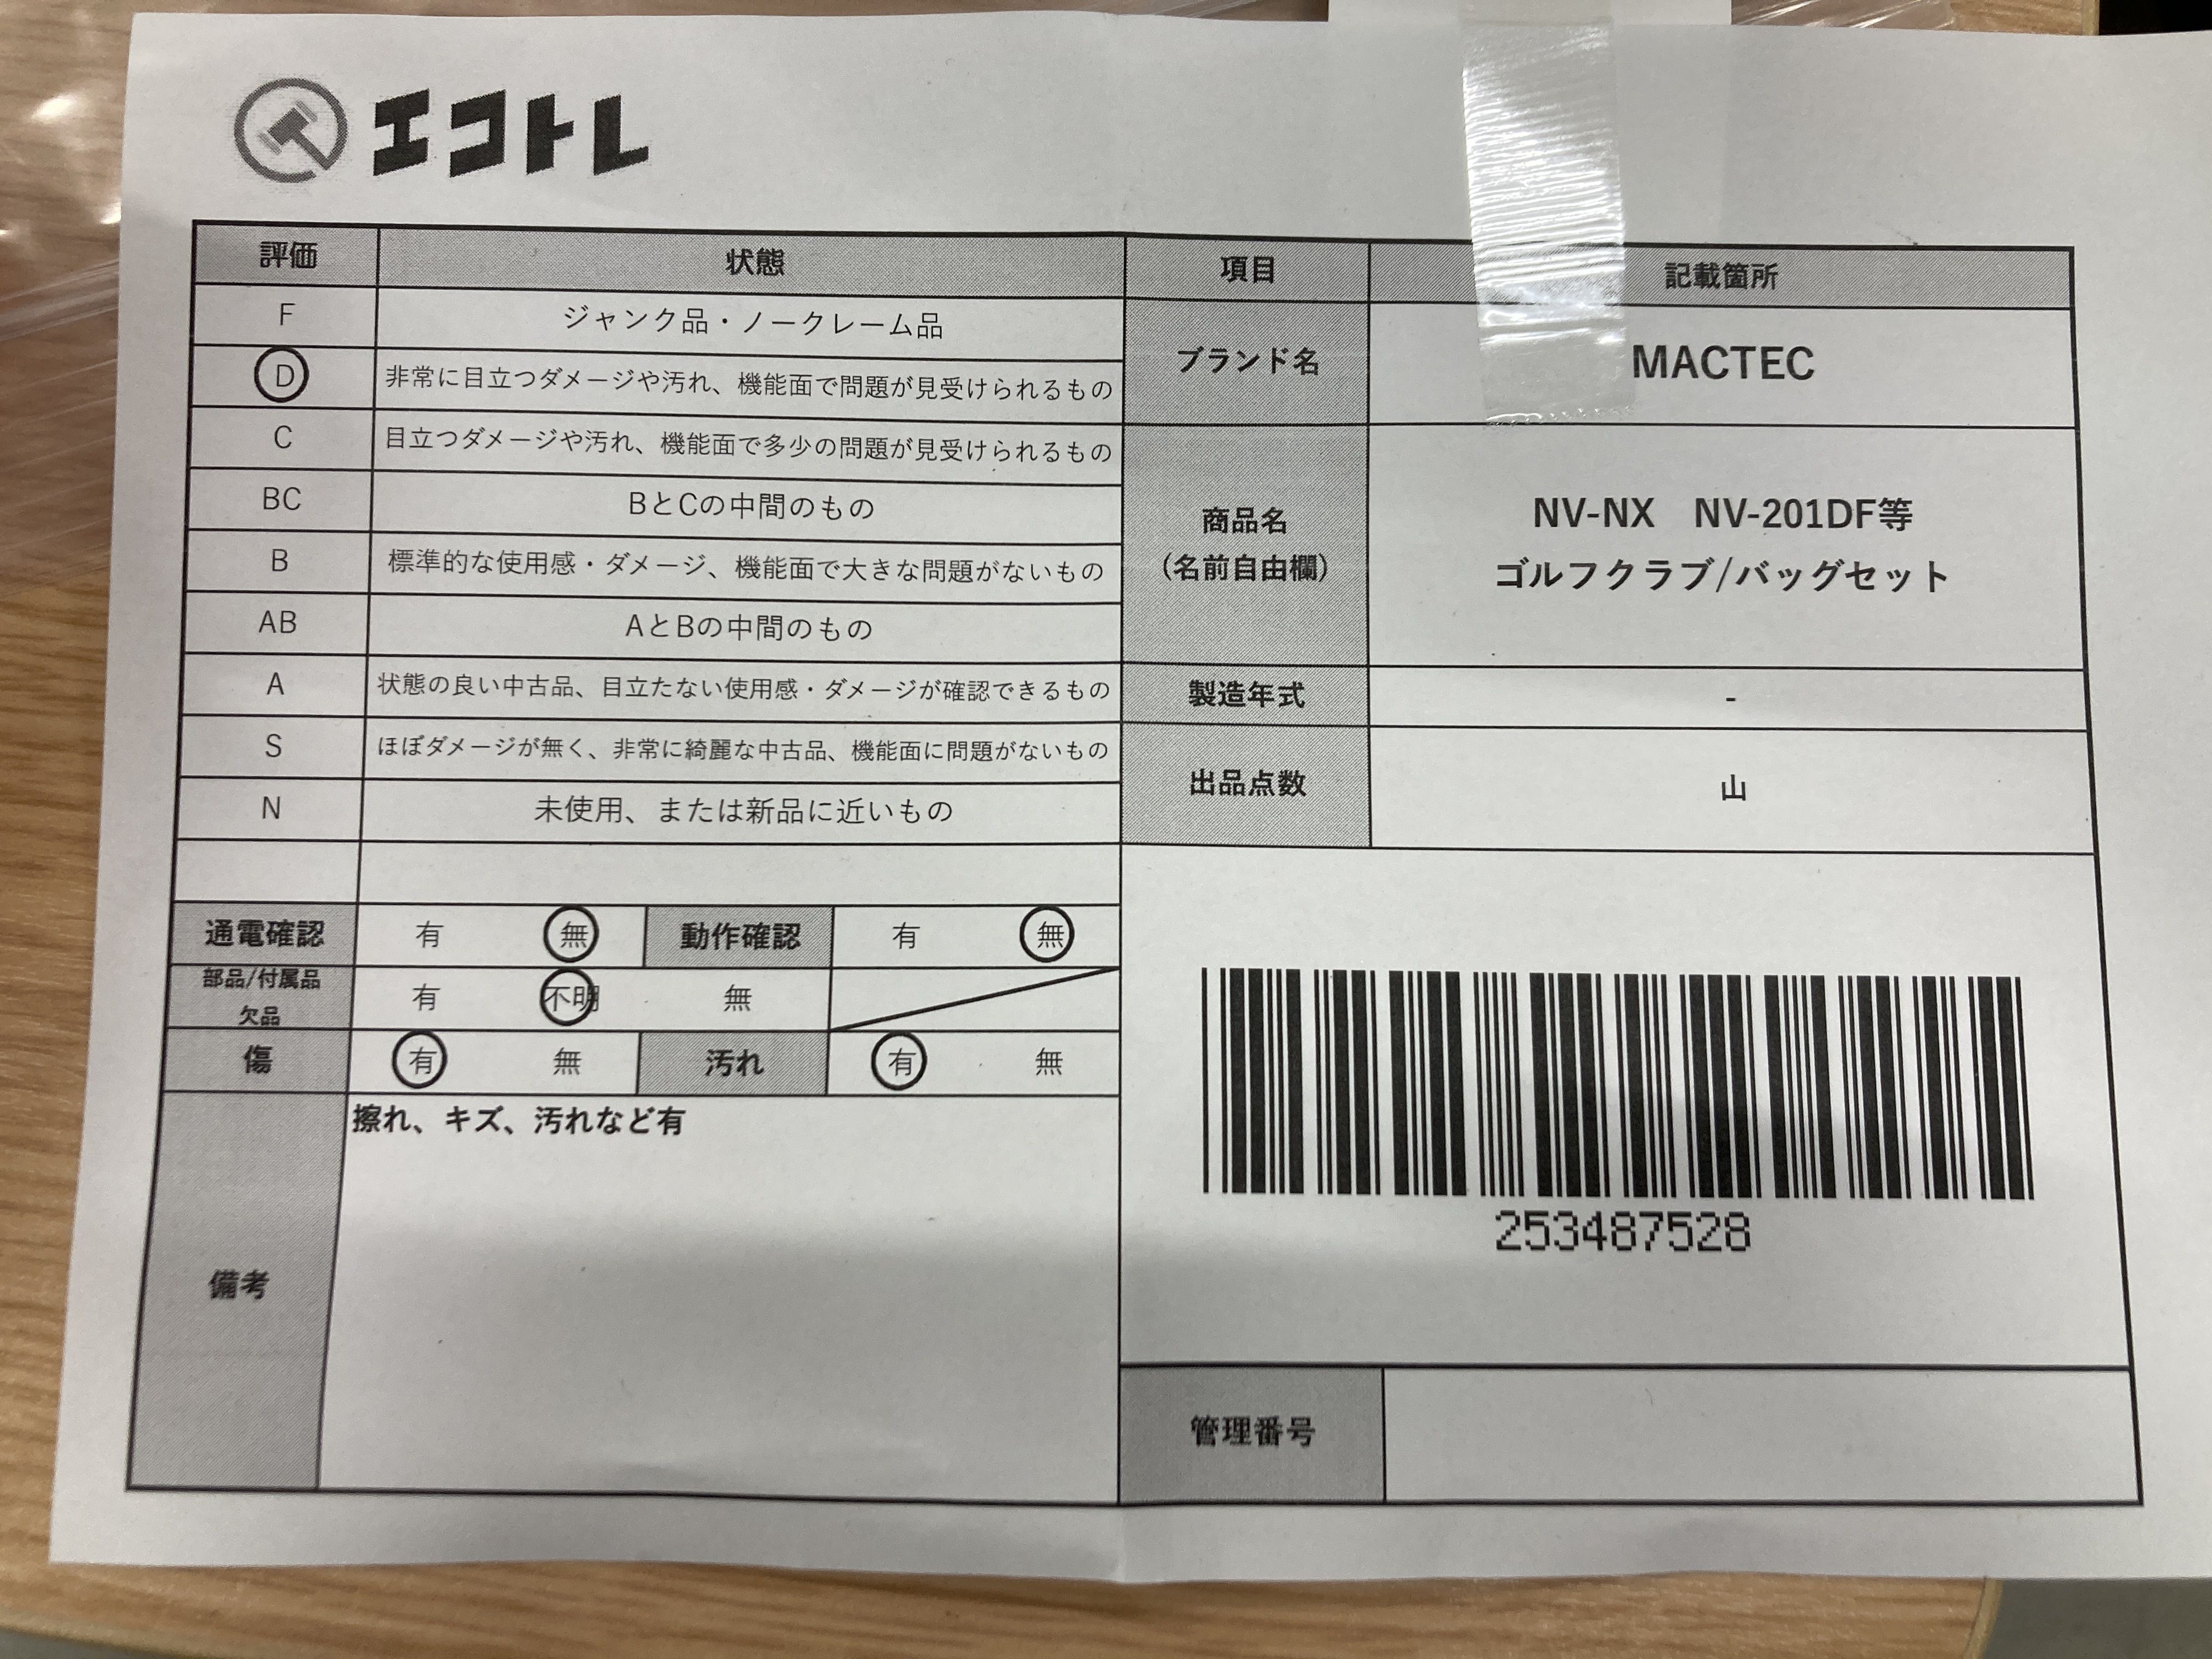 エコトレ
評価 状態
F ジャンク品・ノークレーム品
D 非常に目立つダメージや汚れ、機能面で問題が見受けられるもの
C 目立つダメージや汚れ、機能面で多少の問題が見受けられるもの
BC BとCの中間のもの
B 標準的な使用感・ダメージ、機能面で大きな問題がないもの
AB AとBの中間のもの
A 状態の良い中古品、目立たない使用感・ダメージが確認できるもの
S ほぼダメージが無く、非常に綺麗な中古品、機能面に問題がないもの
N 未使用、または新品に近いもの
通電確認 有 無 動作確認 有 無
部品/付属品
欠品 有 不明 無
傷 有 無 汚れ 有 無
備考 擦れ、キズ、汚れなど有
項目 記載箇所
ブランド名 MACTEC
商品名
(名前自由欄)
NV-NX NV-201DF等
ゴルフクラブ/バッグセット
製造年式 -
出品点数 山
253487528
管理番号